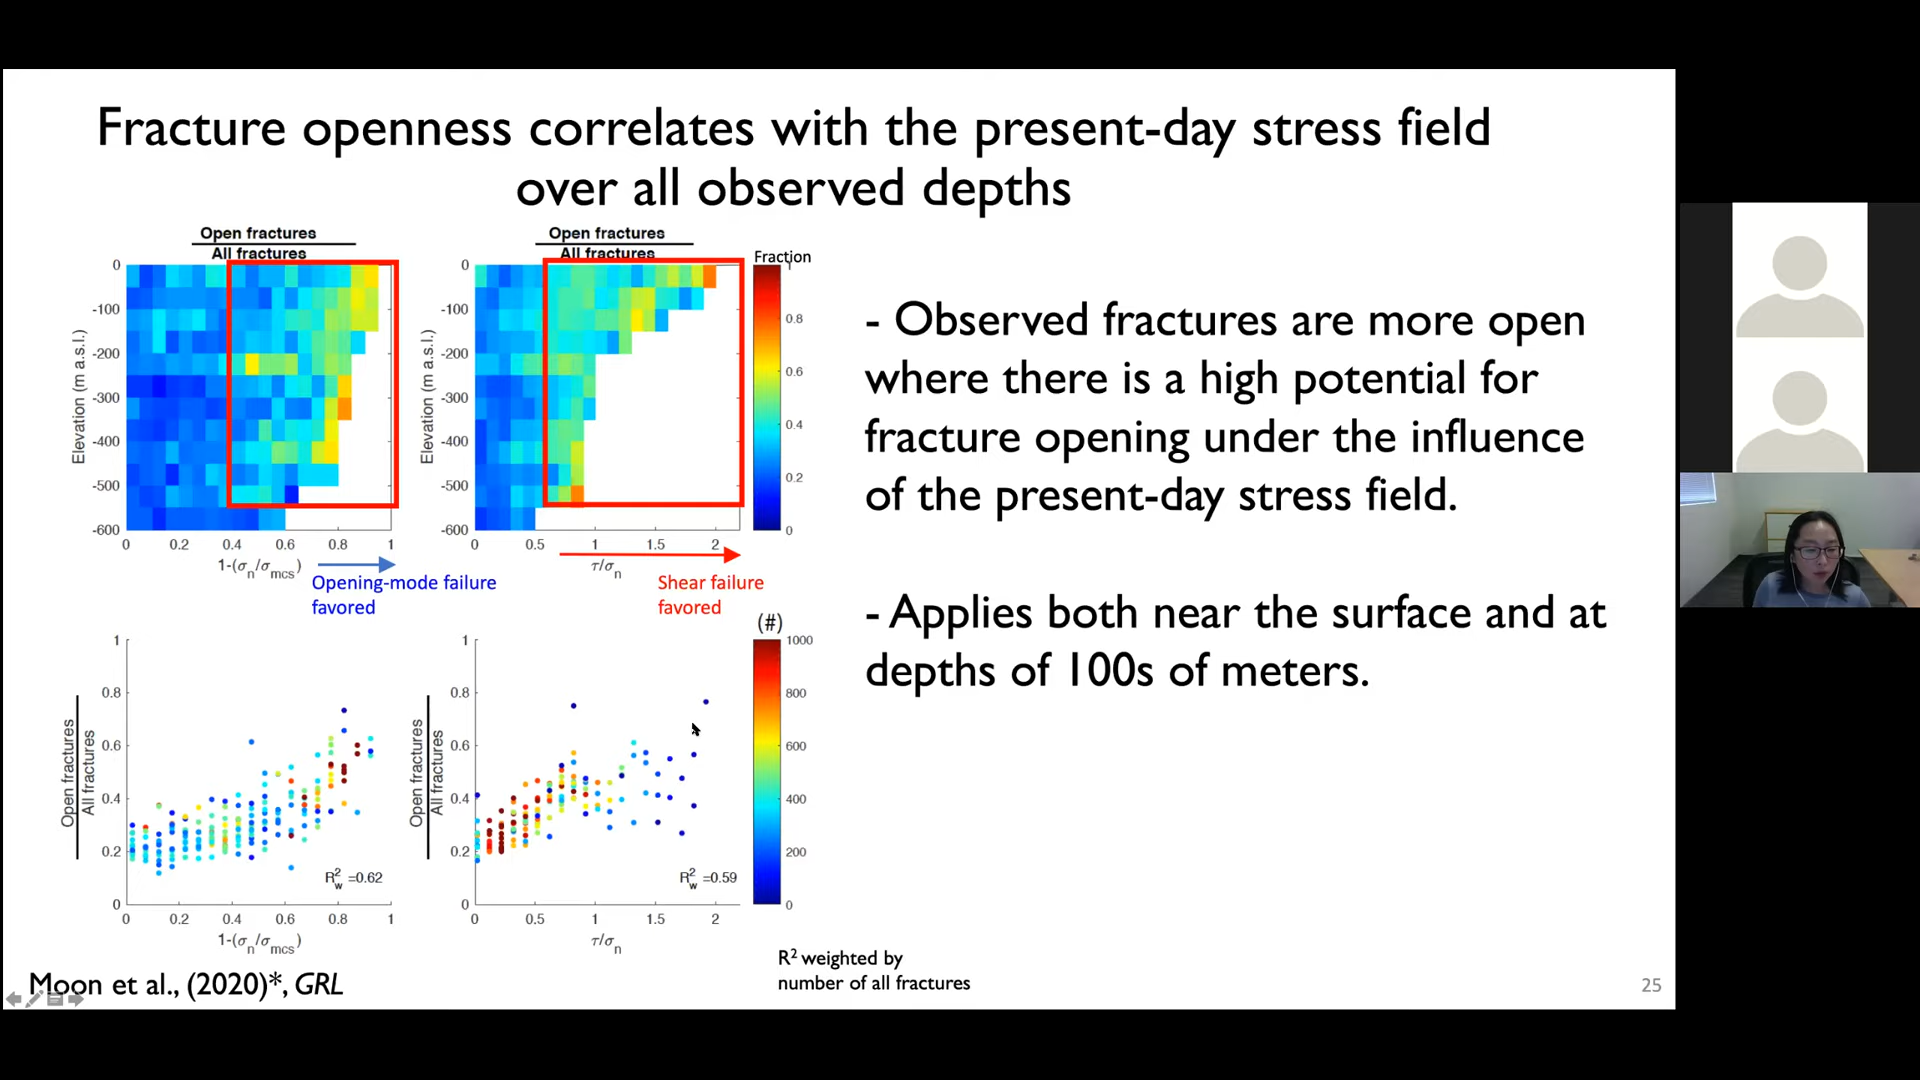 Fracture openness correlates with the present-day stress field
over all observed depths
Open fractures
All fractures
Open fractures
All fractures
Fraction
0
-100
-200
-300
-400
-500
-600
Elevation (m a.s.l.)
0
0.2
0.4
0.6
0.8
1
1-(σn/σmcs)
Opening-mode failure
favored
0
-100
-200
-300
-400
-500
-600
Elevation (m a.s.l.)
0
0.5
1
1.5
2
τ/σn
Shear failure
favored
1
0.8
0.6
0.4
0.2
0
- Observed fractures are more open
where there is a high potential for
fracture opening under the influence
of the present-day stress field.
- Applies both near the surface and at
depths of 100s of meters.
1
0.8
0.6
0.4
0.2
0
Open fractures
All fractures
R²w =0.62
0
0.2
0.4
0.6
0.8
1
1-(σn/σmcs)
1
0.8
0.6
0.4
0.2
0
Open fractures
All fractures
R²w =0.59
0
0.5
1
1.5
2
τ/σn
(#)
1000
800
600
400
200
0
R² weighted by
number of all fractures
Moon et al., (2020)*, GRL
25